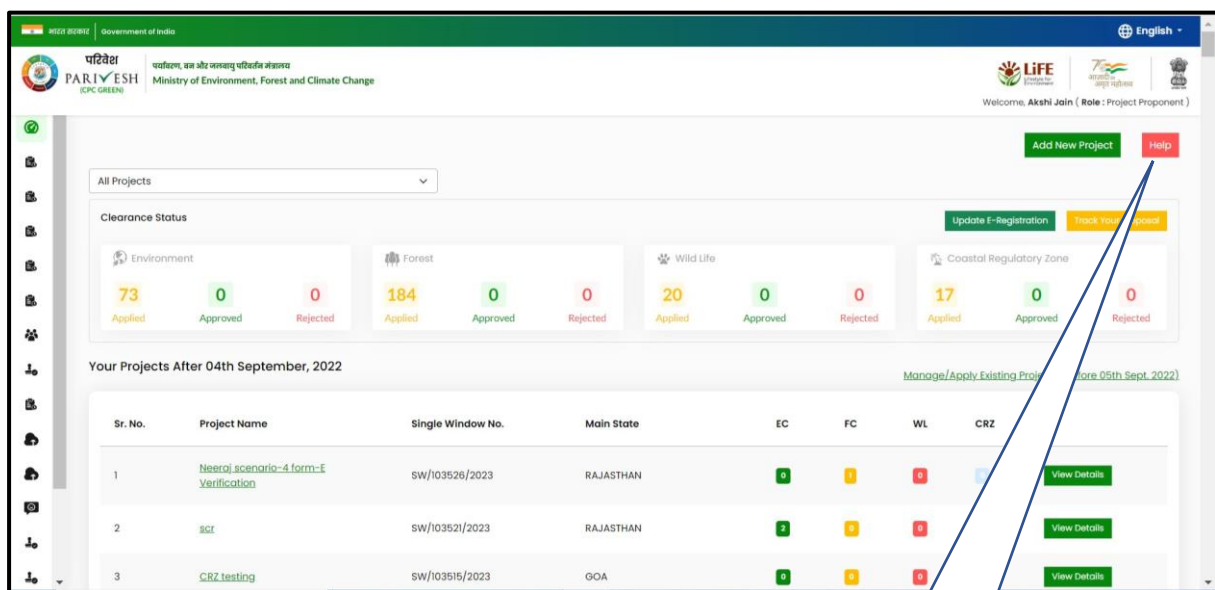 भारत सरकार Government of India
English
परिवेश
PARIVESH
(CPC GREEN)
पर्यावरण, वन और जलवायु परिवर्तन मंत्रालय
Ministry of Environment, Forest and Climate Change
LiFE
Lifestyle for Environment
आज़ादी का
अमृत महोत्सव
Welcome, Akshi Jain ( Role : Project Proponent )
Add New Project Help
All Projects
Clearance Status Update E-Registration Track Your
Environment Forest Wild Life Coastal Regulatory Zone
73 0 0 184 0 0 20 0 0 17 0 0
Applied Approved Rejected Applied Approved Rejected Applied Approved Rejected Applied Approved Rejected
Your Projects After 04th September, 2022
Manage/Apply Existing 05th Sept. 2022)
Sr. No. Project Name Single Window No. Main State EC FC WL CRZ
1 Neeraj scenario-4 form-E SW/103526/2023 RAJASTHAN 0 1 0 View Details
Verification
2 scr SW/103521/2023 RAJASTHAN 2 0 0 View Details
3 CRZ testing SW/103515/2023 GOA 0 0 0 View Details